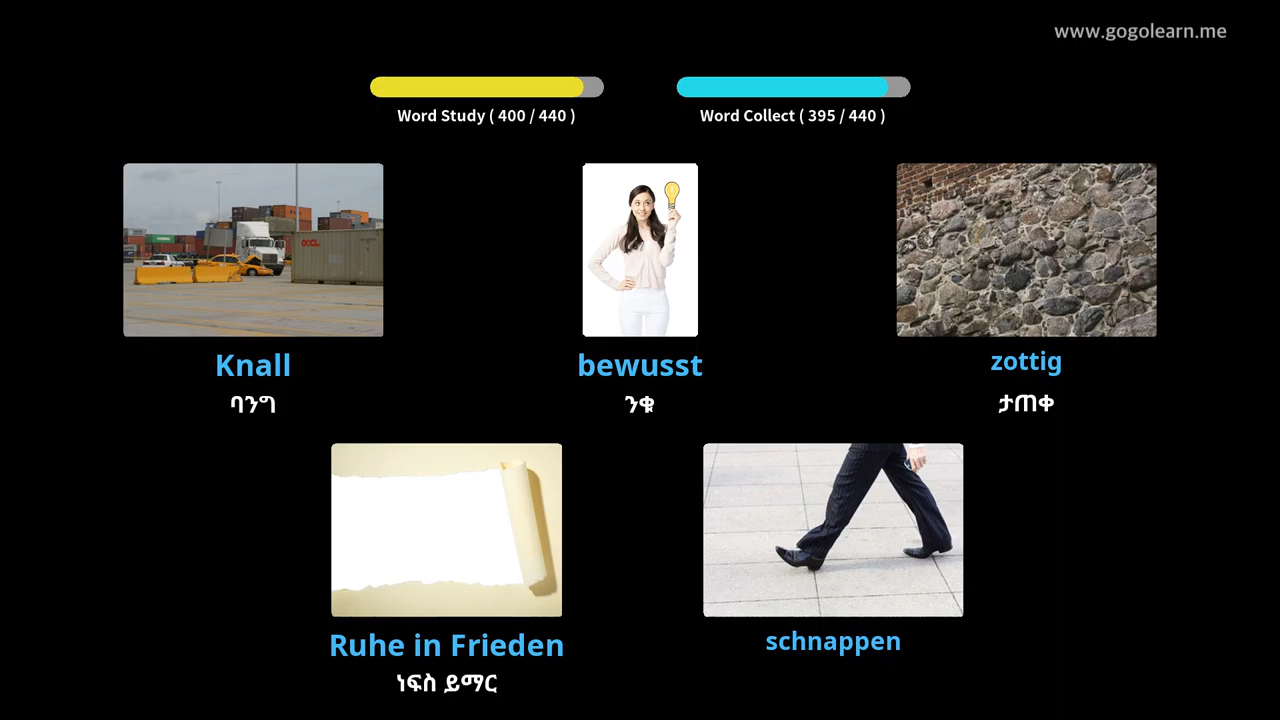 www.gogolearn.me
Word Study ( 400 / 440 )
Word Collect ( 395 / 440 )
OOCL
Knall
ባንግ
bewusst
ንቁ
zottig
ታጠቀ
Ruhe in Frieden
ነፍስ ይማር
schnappen